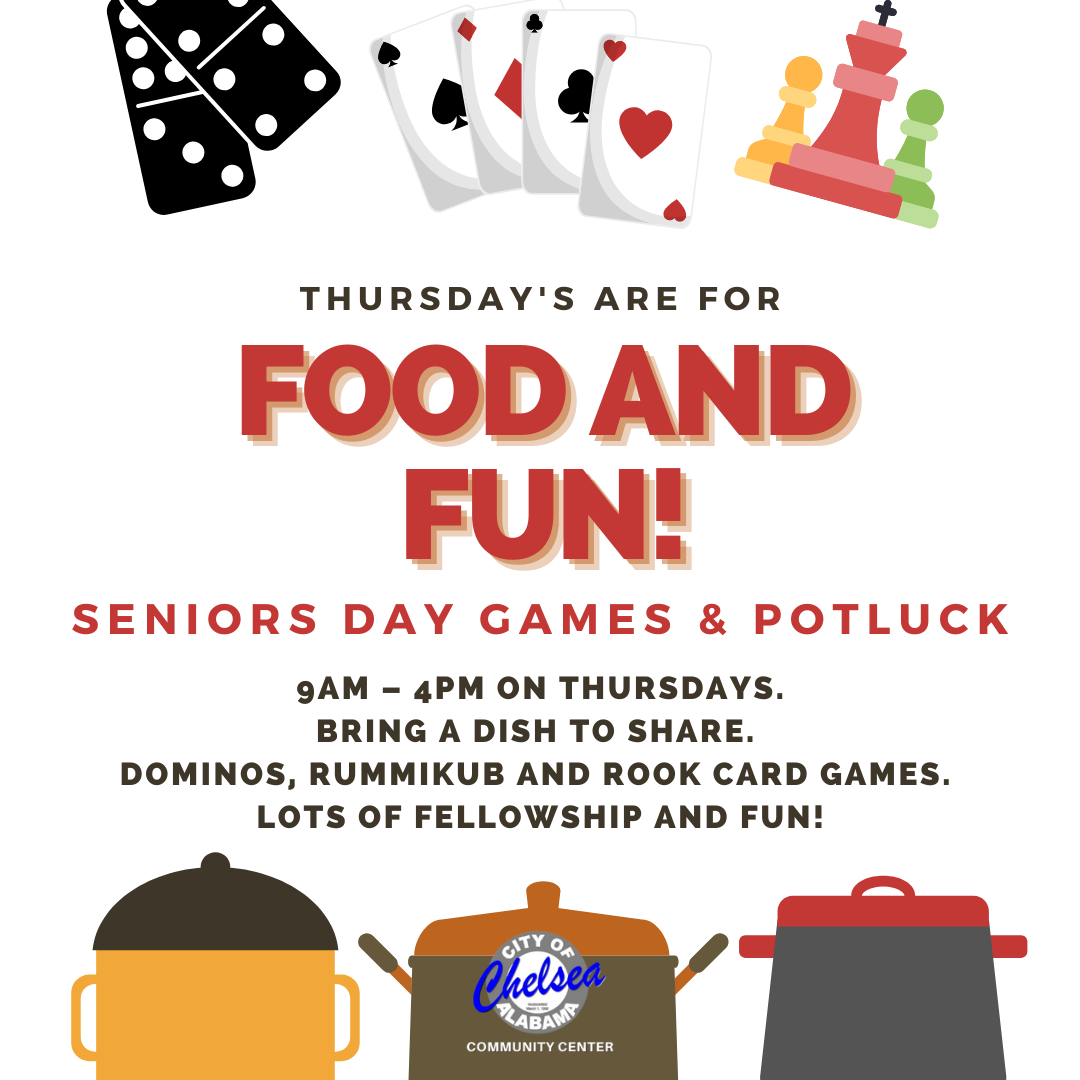 THURSDAY'S ARE FOR
FOOD AND
FUN!
SENIORS DAY GAMES & POTLUCK
9AM – 4PM ON THURSDAYS.
BRING A DISH TO SHARE.
DOMINOS, RUMMIKUB AND ROOK CARD GAMES.
LOTS OF FELLOWSHIP AND FUN!
CITY OF
Chelsea
ALABAMA
COMMUNITY CENTER